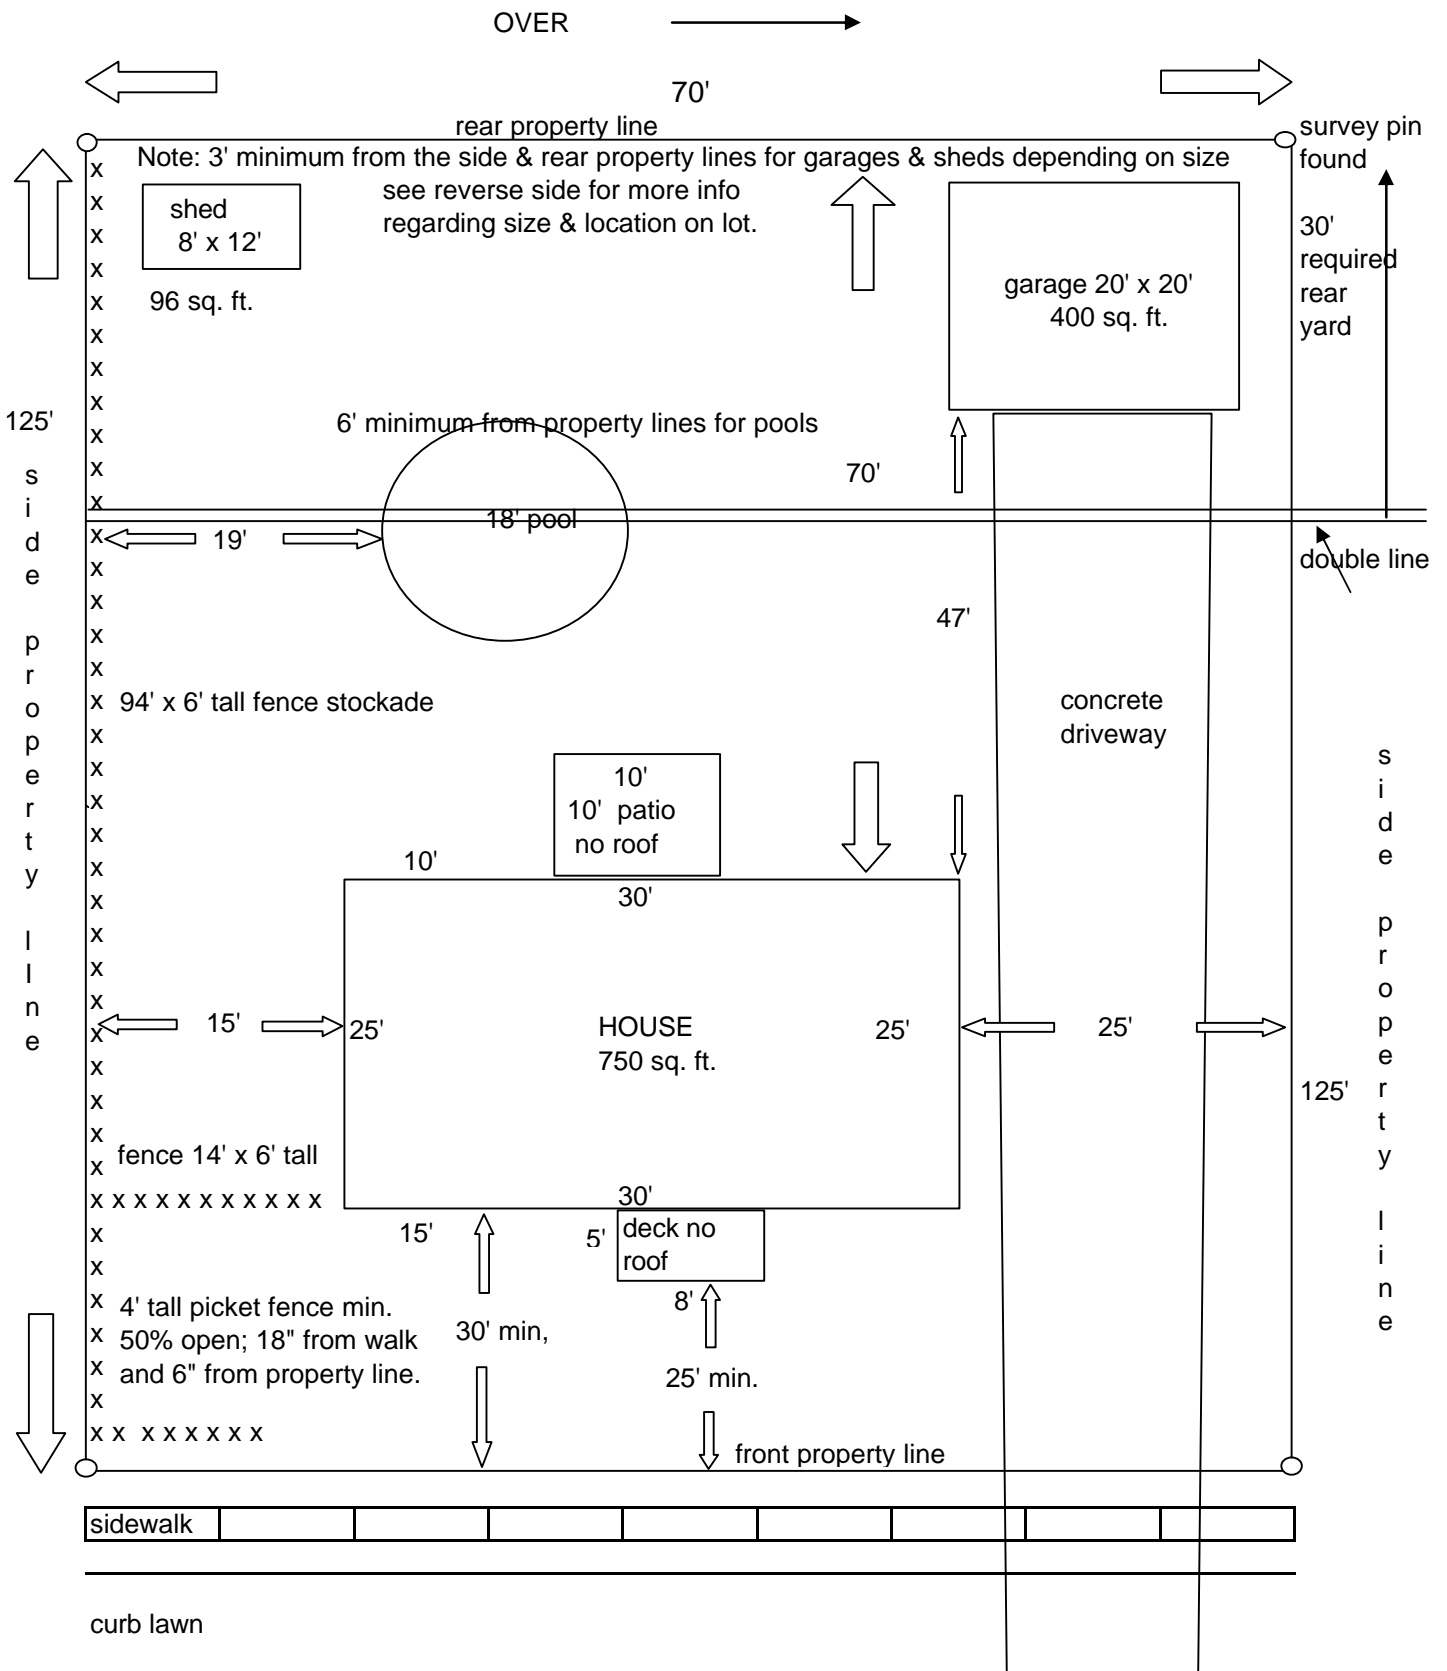 OVER
70'
rear property line
survey pin
found
Note: 3' minimum from the side & rear property lines for garages & sheds depending on size
see reverse side for more info
regarding size & location on lot.
shed
8' x 12'
96 sq. ft.
garage 20' x 20'
400 sq. ft.
30'
required
rear
yard
125'
6' minimum from property lines for pools
70'
18' pool
19'
double line
47'
side property lIne
94' x 6' tall fence stockade
concrete
driveway
10'
10' patio
no roof
10'
30'
side property line
15'
25'
HOUSE
750 sq. ft.
25'
25'
125'
fence 14' x 6' tall
x x x x x x x x x x x
30'
15'
5'
deck no
roof
8'
4' tall picket fence min.
50% open; 18" from walk
and 6" from property line.
30' min,
25' min.
x x x x x x x x
front property line
sidewalk
curb lawn